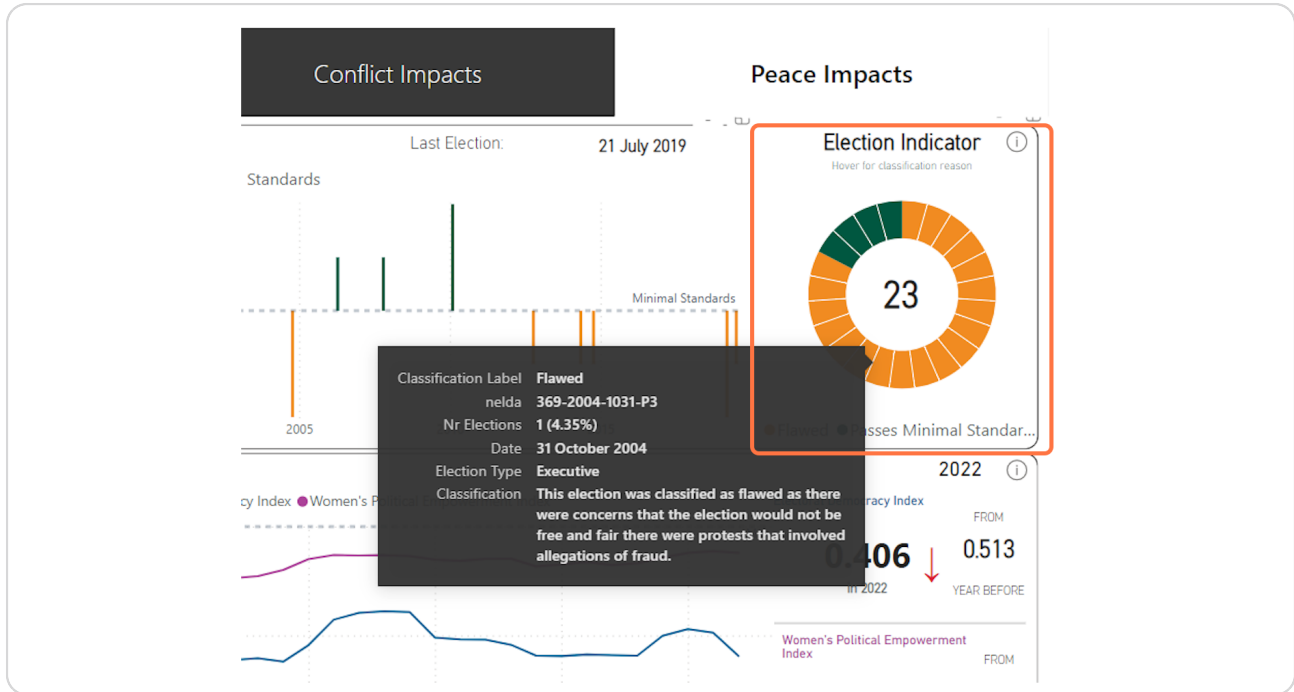 Conflict Impacts
Peace Impacts
Last Election:
21 July 2019
Standards
Minimal Standards
2005
Election Indicator
Hover for classification reason
23
Flawed
Passes Minimal Standar...
Classification Label Flawed
nelda 369-2004-1031-P3
Nr Elections 1 (4.35%)
Date 31 October 2004
Election Type Executive
Classification This election was classified as flawed as there
were concerns that the election would not be
free and fair there were protests that involved
allegations of fraud.
cy Index
Women's P
2022
ocracy Index
FROM
0.406
0.513
in 2022
YEAR BEFORE
Women's Political Empowerment
Index
FROM